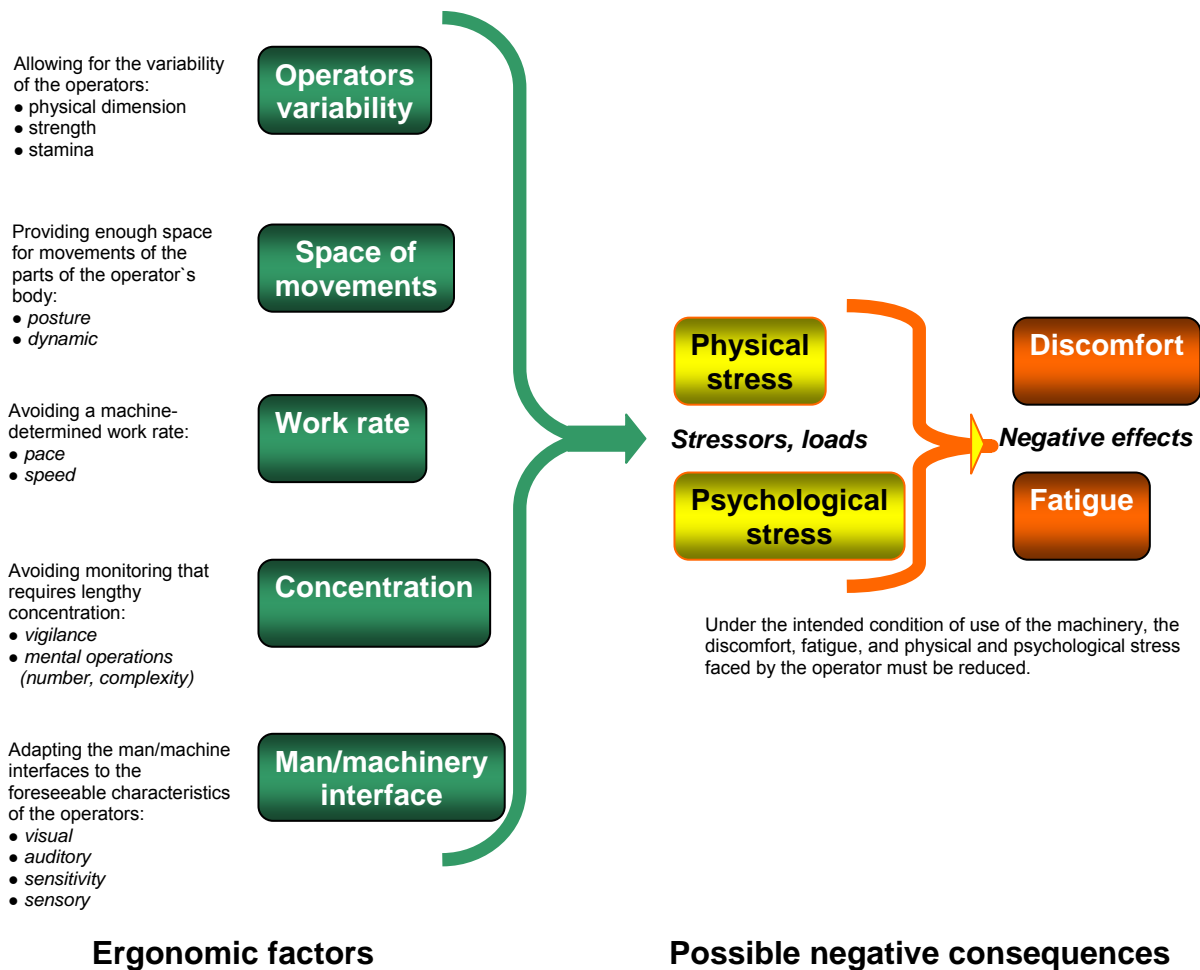 Allowing for the variability
of the operators:
● physical dimension
● strength
● stamina
Operators
variability
Providing enough space
for movements of the
parts of the operator`s
body:
● posture
● dynamic
Space of
movements
Avoiding a machine-
determined work rate:
● pace
● speed
Work rate
Avoiding monitoring that
requires lengthy
concentration:
● vigilance
● mental operations
(number, complexity)
Concentration
Adapting the man/machine
interfaces to the
foreseeable characteristics
of the operators:
● visual
● auditory
● sensitivity
● sensory
Man/machinery
interface
Ergonomic factors
Physical
stress
Stressors, loads
Psychological
stress
Discomfort
Negative effects
Fatigue
Under the intended condition of use of the machinery, the
discomfort, fatigue, and physical and psychological stress
faced by the operator must be reduced.
Possible negative consequences